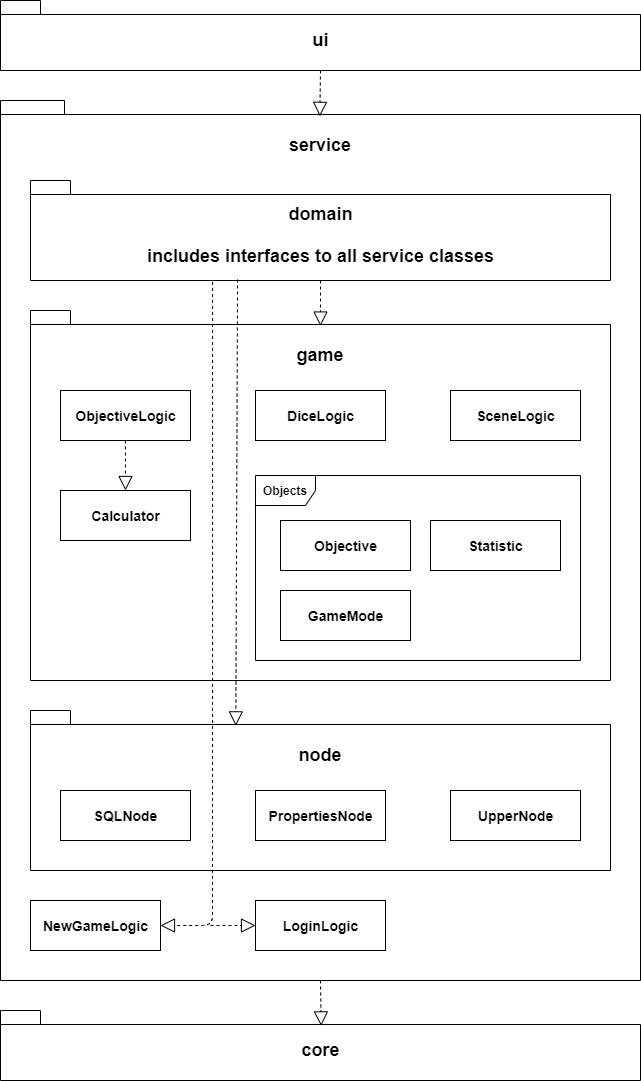 ui
service
domain
includes interfaces to all service classes
game
ObjectiveLogic
DiceLogic
SceneLogic
Calculator
Objects
Objective
Statistic
GameMode
node
SQLNode
PropertiesNode
UpperNode
NewGameLogic
LoginLogic
core